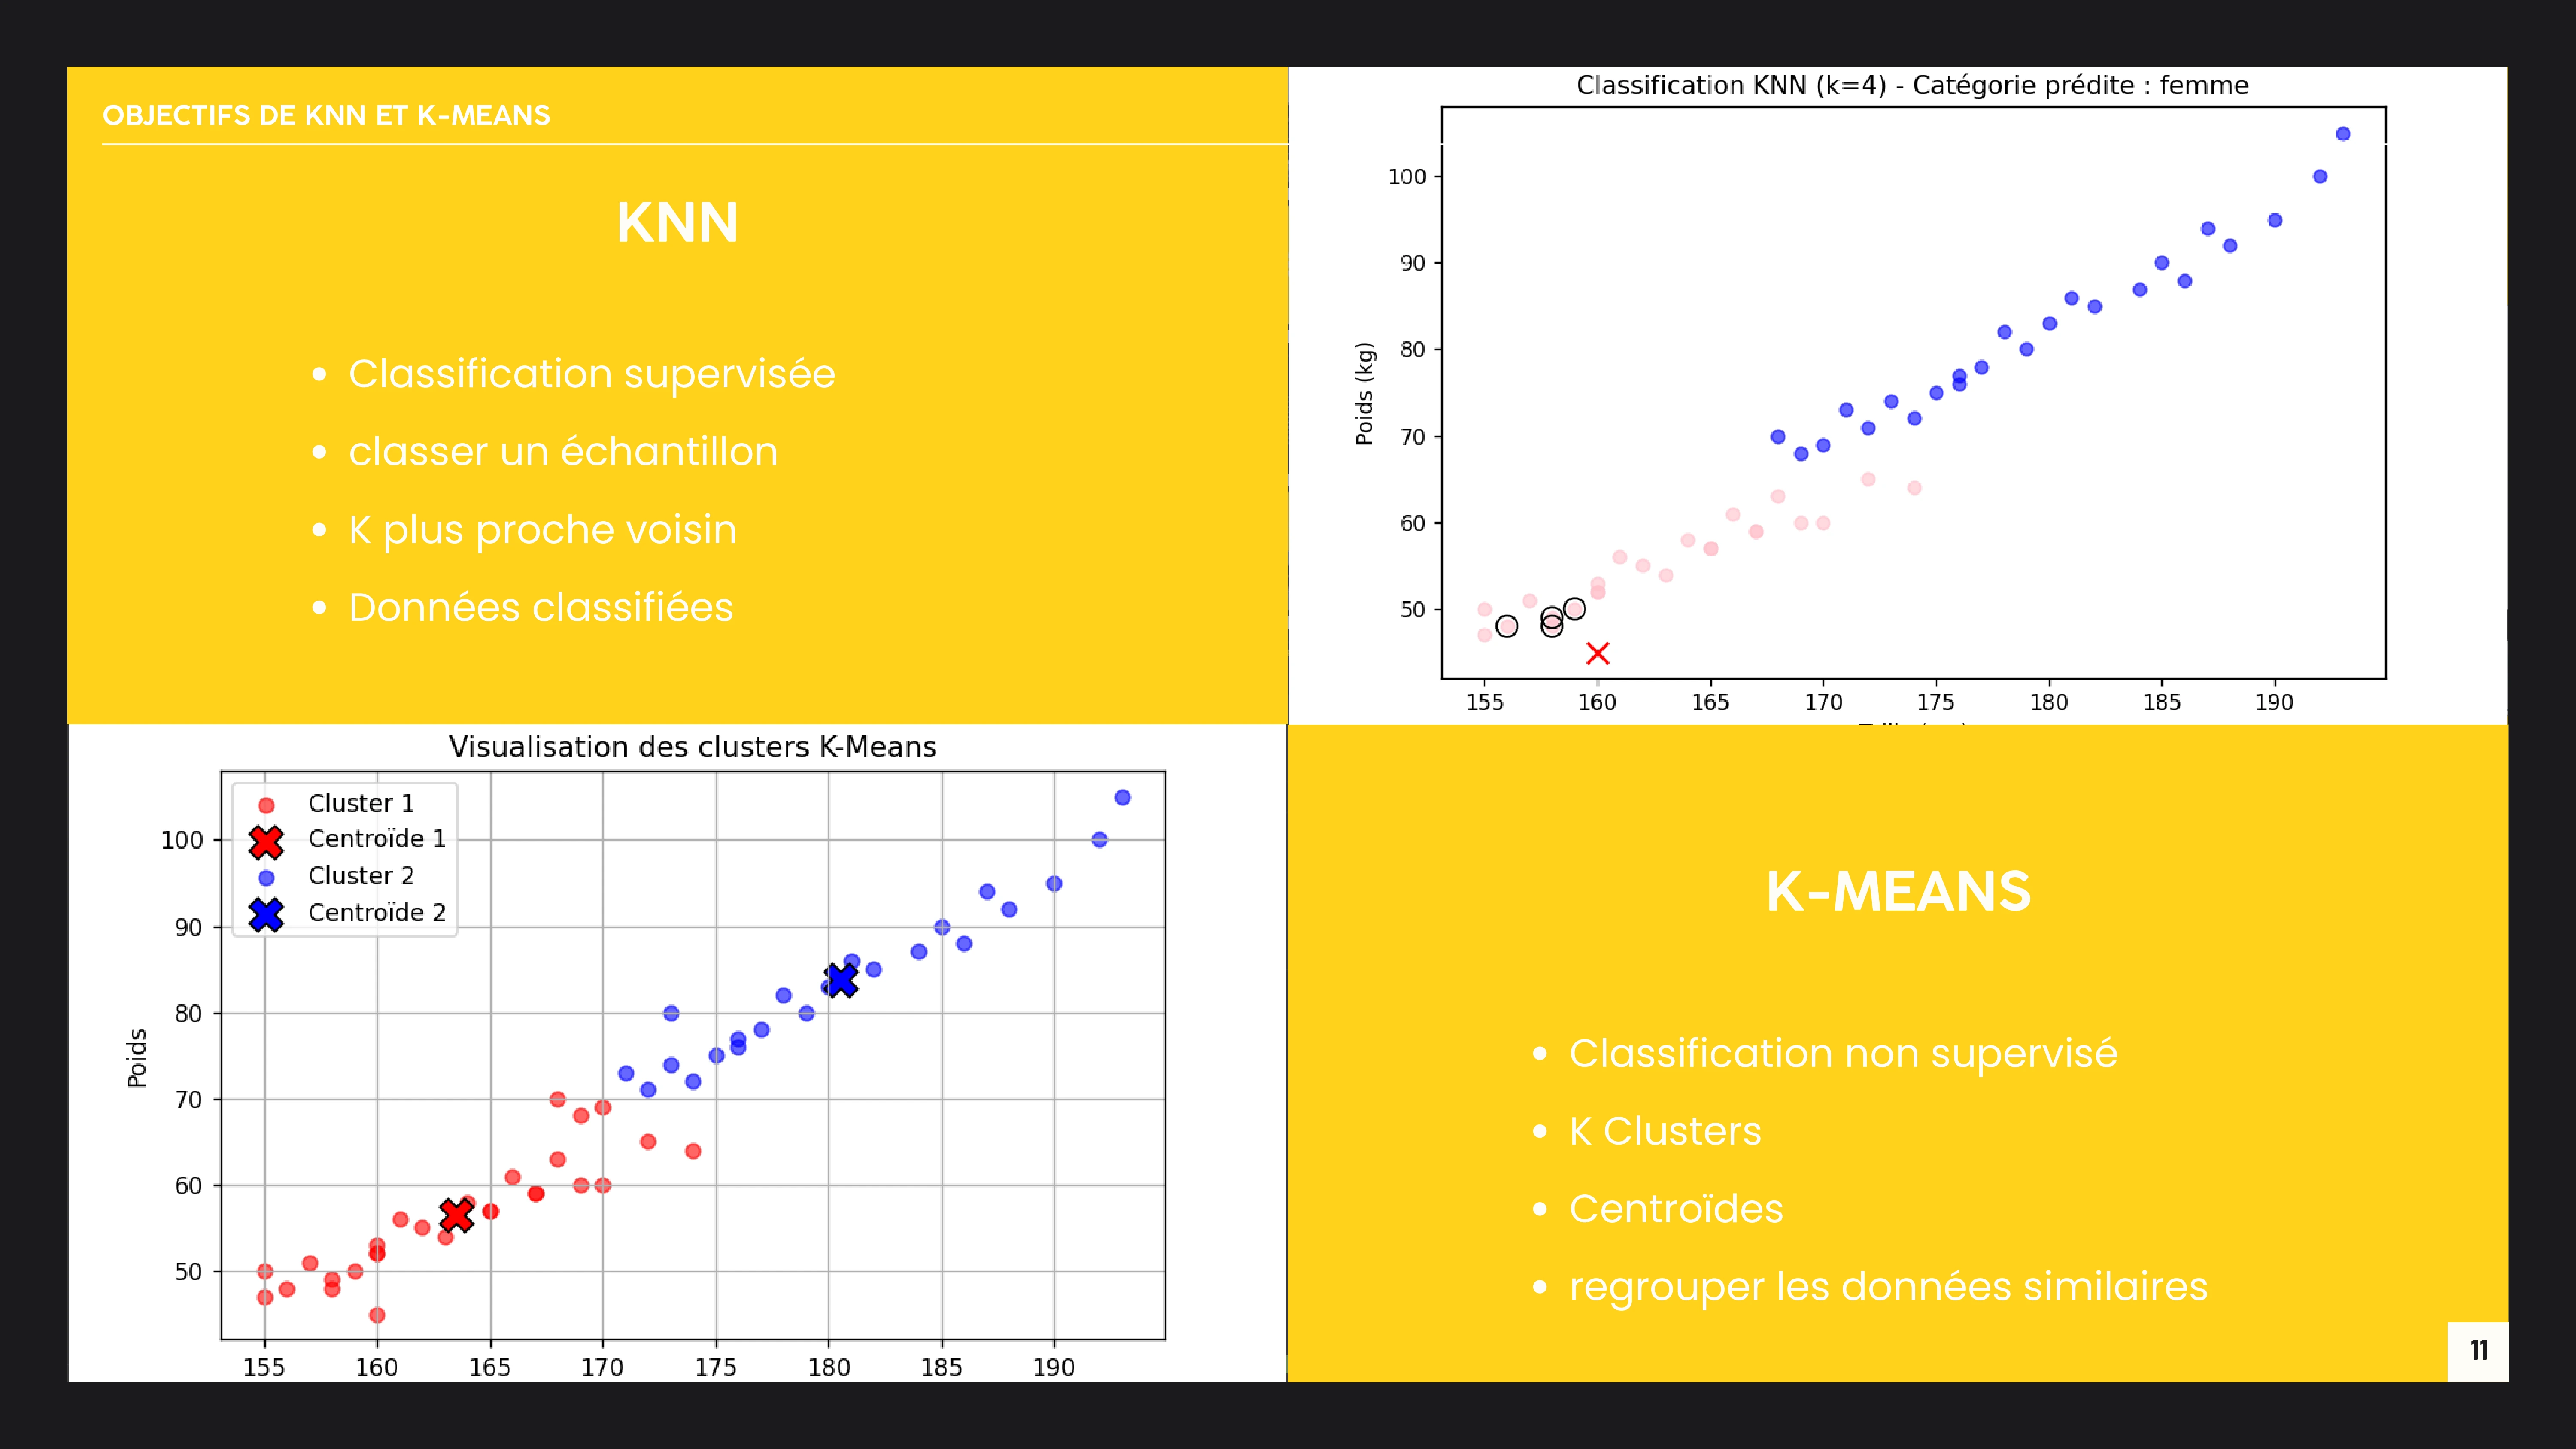 OBJECTIFS DE KNN ET K-MEANS
KNN
Classification supervisée
classer un échantillon
K plus proche voisin
Données classifiées
Classification KNN (k=4) - Catégorie prédite : femme
Poids (kg)
100
90
80
70
60
50
155 160 165 170 175 180 185 190
Visualisation des clusters K-Means
Cluster 1
Centroïde 1
Cluster 2
Centroïde 2
Poids
100
90
80
70
60
50
155 160 165 170 175 180 185 190
K-MEANS
Classification non supervisé
K Clusters
Centroïdes
regrouper les données similaires
11